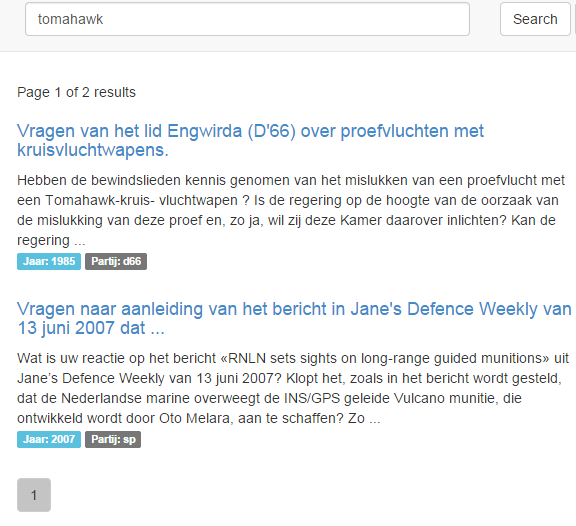 tomahawk
Search
Page 1 of 2 results
Vragen van het lid Engwirda (D'66) over proefvluchten met
kruisvluchtwapens.
Hebben de bewindslieden kennis genomen van het mislukken van een proefvlucht met
een Tomahawk-kruis- vluchtwapen ? Is de regering op de hoogte van de oorzaak van
de mislukking van deze proef en, zo ja, wil zij deze Kamer daarover inlichten? Kan de
regering ...
Jaar: 1985 Partij: d66
Vragen naar aanleiding van het bericht in Jane's Defence Weekly van
13 juni 2007 dat ...
Wat is uw reactie op het bericht «RNLN sets sights on long-range guided munitions» uit
Jane’s Defence Weekly van 13 juni 2007? Klopt het, zoals in het bericht wordt gesteld,
dat de Nederlandse marine overweegt de INS/GPS geleide Vulcano munitie, die
ontwikkeld wordt door Oto Melara, aan te schaffen? Zo ...
Jaar: 2007 Partij: sp
1